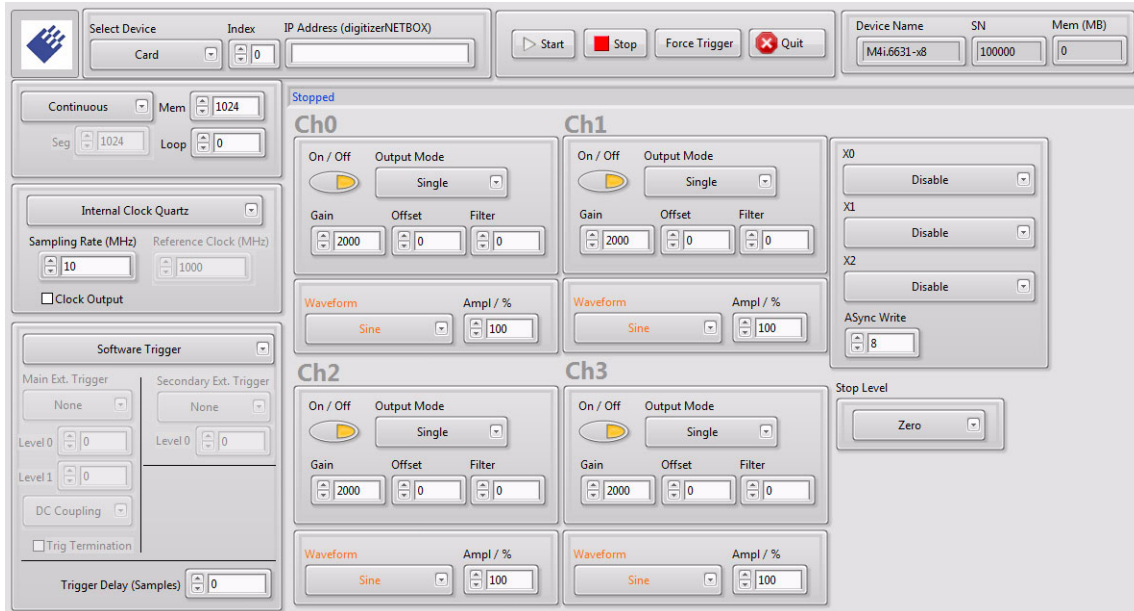 Select Device Index IP Address (digitizerNETBOX)
Card 0
Start Stop Force Trigger Quit
Device Name SN Mem (MB)
M4i.6631-x8 100000 0
Continuous Mem 1024
Seg 1024 Loop 0
Internal Clock Quartz
Sampling Rate (MHz) Reference Clock (MHz)
10 1000
Clock Output
Software Trigger
Main Ext. Trigger Secondary Ext. Trigger
None None
Level 0 0 Level 0 0
Level 1 0
DC Coupling
Trig Termination
Trigger Delay (Samples) 0
Stopped
Ch0
On / Off Output Mode
Single
Gain Offset Filter
2000 0 0
Waveform Ampl / %
Sine 100
Ch1
On / Off Output Mode
Single
Gain Offset Filter
2000 0 0
Waveform Ampl / %
Sine 100
Ch2
On / Off Output Mode
Single
Gain Offset Filter
2000 0 0
Waveform Ampl / %
Sine 100
Ch3
On / Off Output Mode
Single
Gain Offset Filter
2000 0 0
Waveform Ampl / %
Sine 100
X0
Disable
X1
Disable
X2
Disable
ASync Write
8
Stop Level
Zero